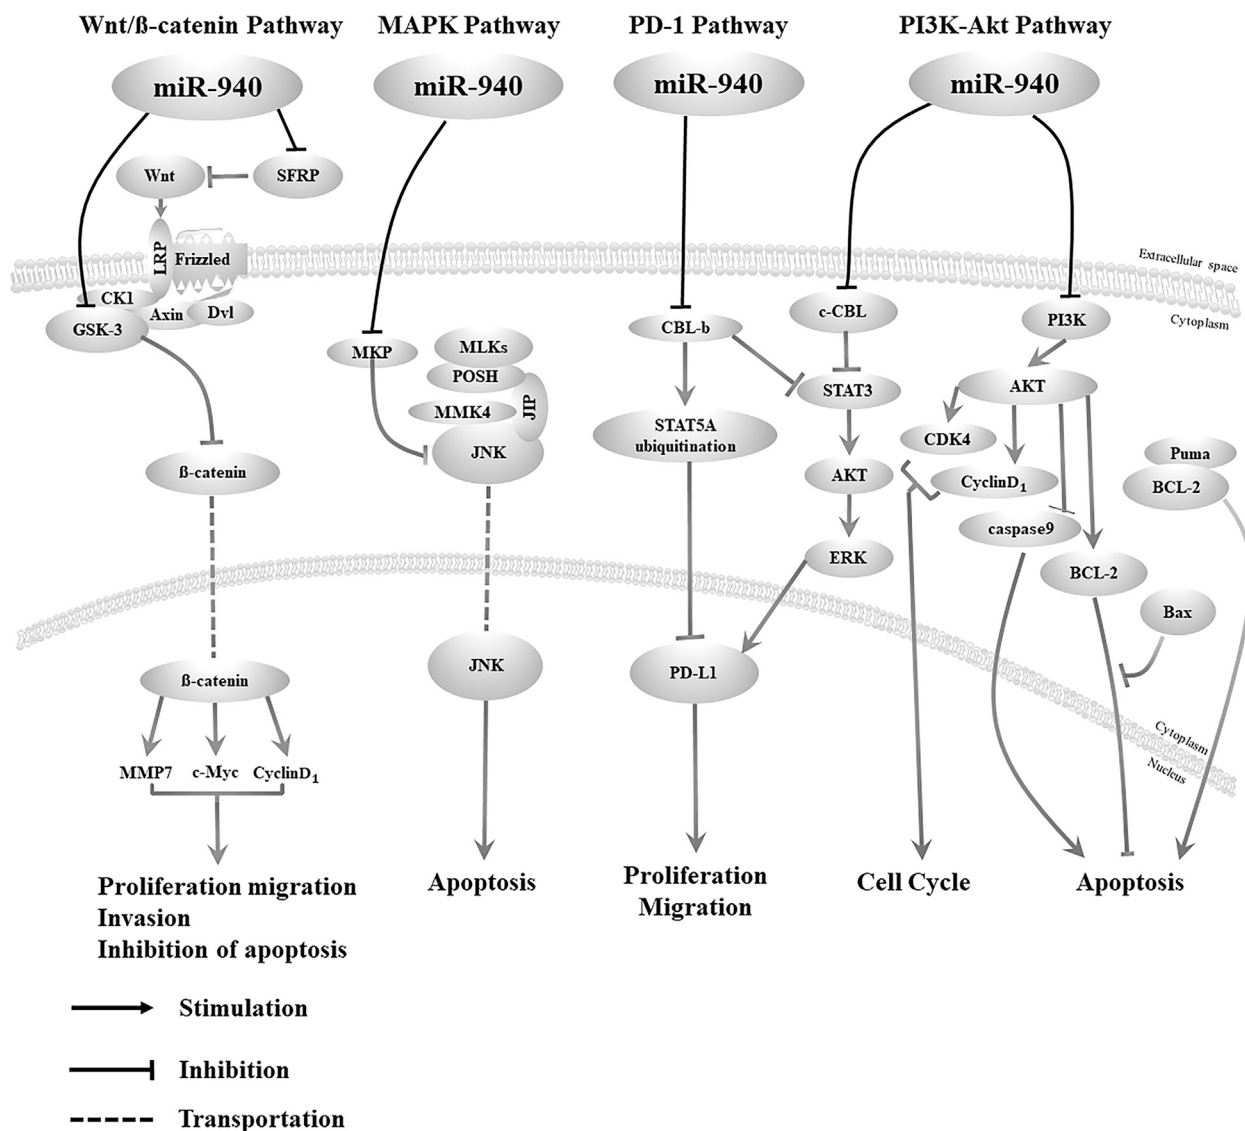 Wnt/ß-catenin Pathway
MAPK Pathway
PD-1 Pathway
PI3K-Akt Pathway
miR-940
miR-940
miR-940
miR-940
Wnt
SFRP
LRP
Frizzled
CK1
Axin
Dvl
GSK-3
ß-catenin
ß-catenin
MMP7
c-Myc
CyclinD₁
Proliferation migration
Invasion
Inhibition of apoptosis
MKP
MLKs
POSH
MMK4
JIP
JNK
JNK
Apoptosis
CBL-b
STAT5A
ubiquitination
PD-L1
Proliferation
Migration
c-CBL
STAT3
AKT
ERK
Extracellular space
Cytoplasm
PI3K
AKT
CDK4
CyclinD₁
caspase9
BCL-2
Puma
BCL-2
Bax
Cytoplasm
Nucleus
Cell Cycle
Apoptosis
Stimulation
Inhibition
Transportation